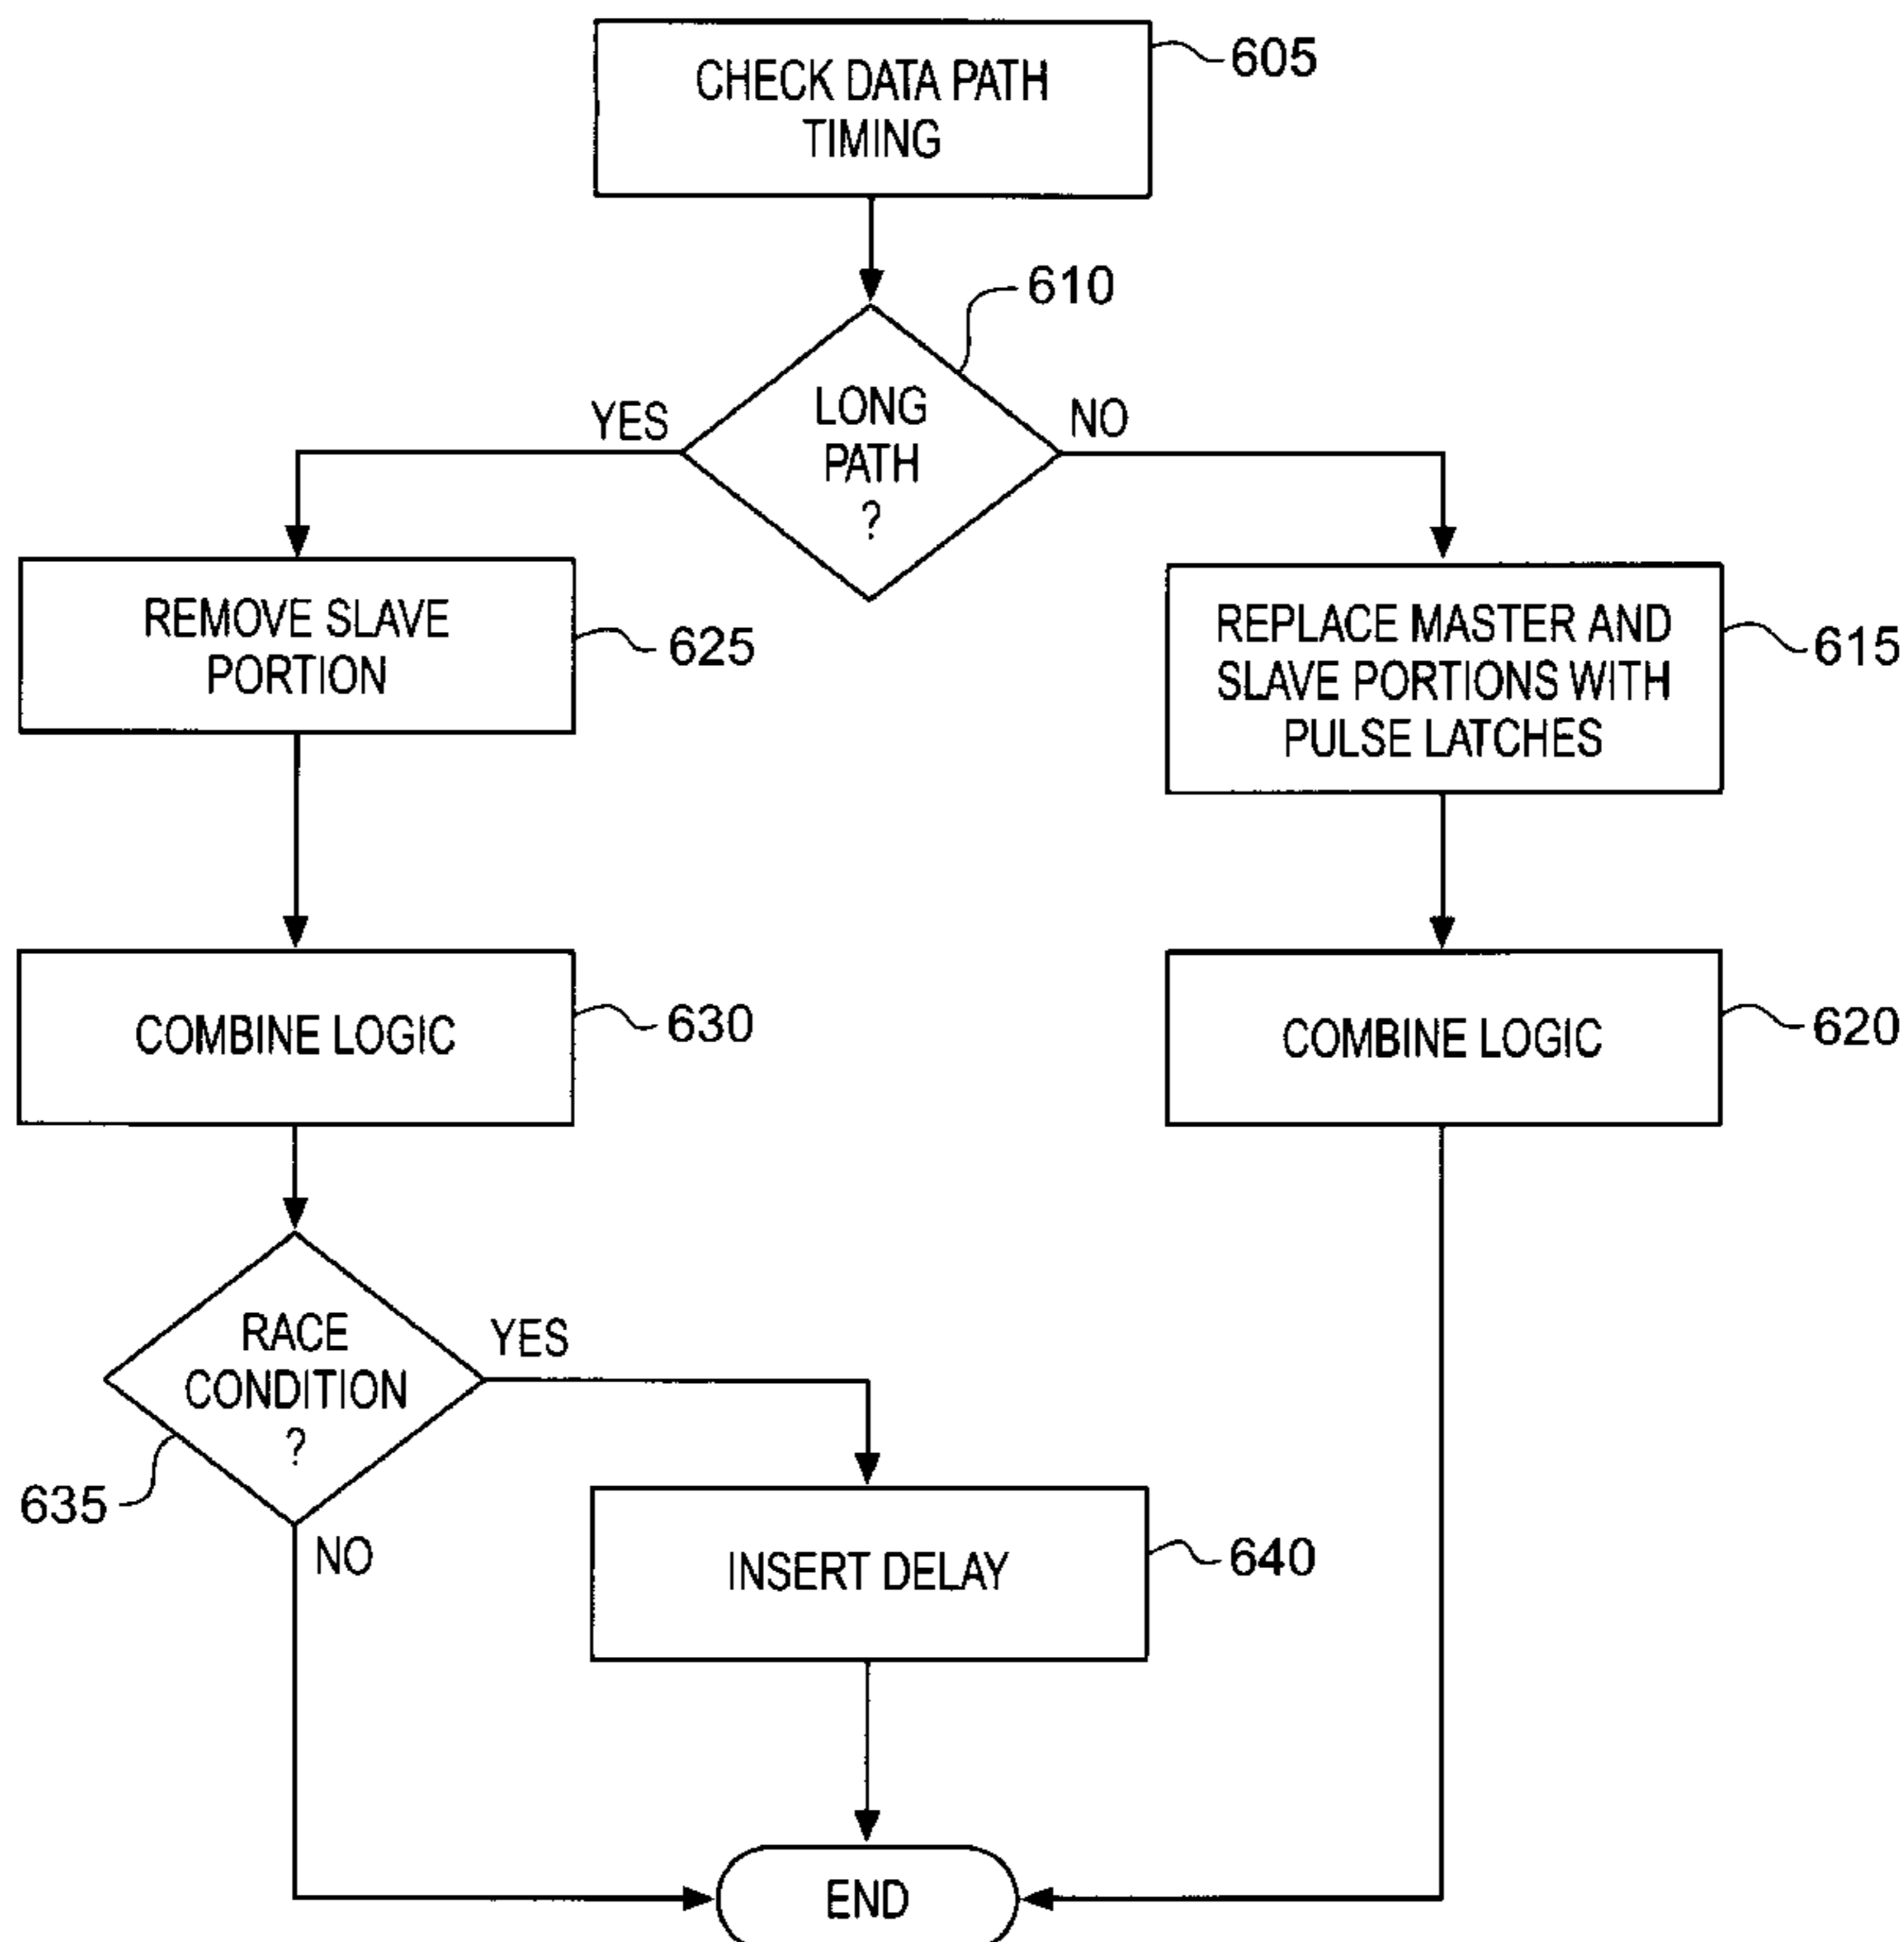 CHECK DATA PATH
TIMING
605
610
LONG
PATH
?
YES
NO
REMOVE SLAVE
PORTION
625
REPLACE MASTER AND
SLAVE PORTIONS WITH
PULSE LATCHES
615
COMBINE LOGIC
630
COMBINE LOGIC
620
RACE
CONDITION
?
YES
635
NO
INSERT DELAY
640
END